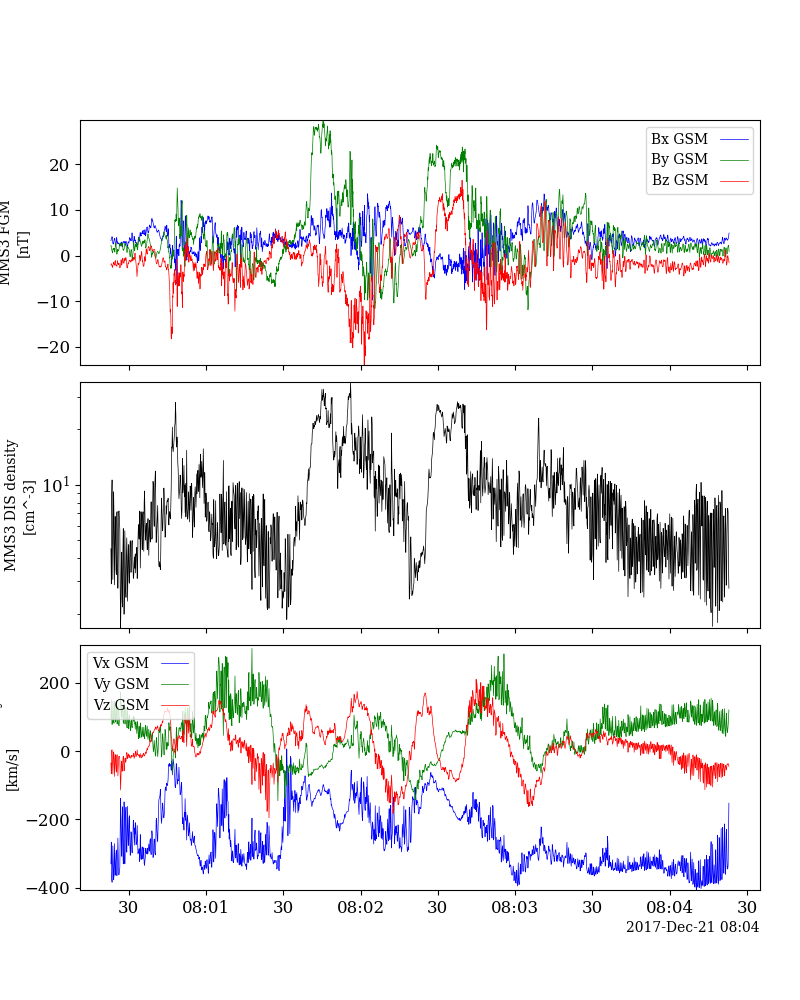 MMS3 FGM
[nT]
20
10
0
−10
−20
Bx GSM
By GSM
Bz GSM
MMS3 DIS density
[cm^-3]
10^1
[km/s]
200
0
−200
−400
Vx GSM
Vy GSM
Vz GSM
30
08:01
30
08:02
30
08:03
30
08:04
30
2017-Dec-21 08:04